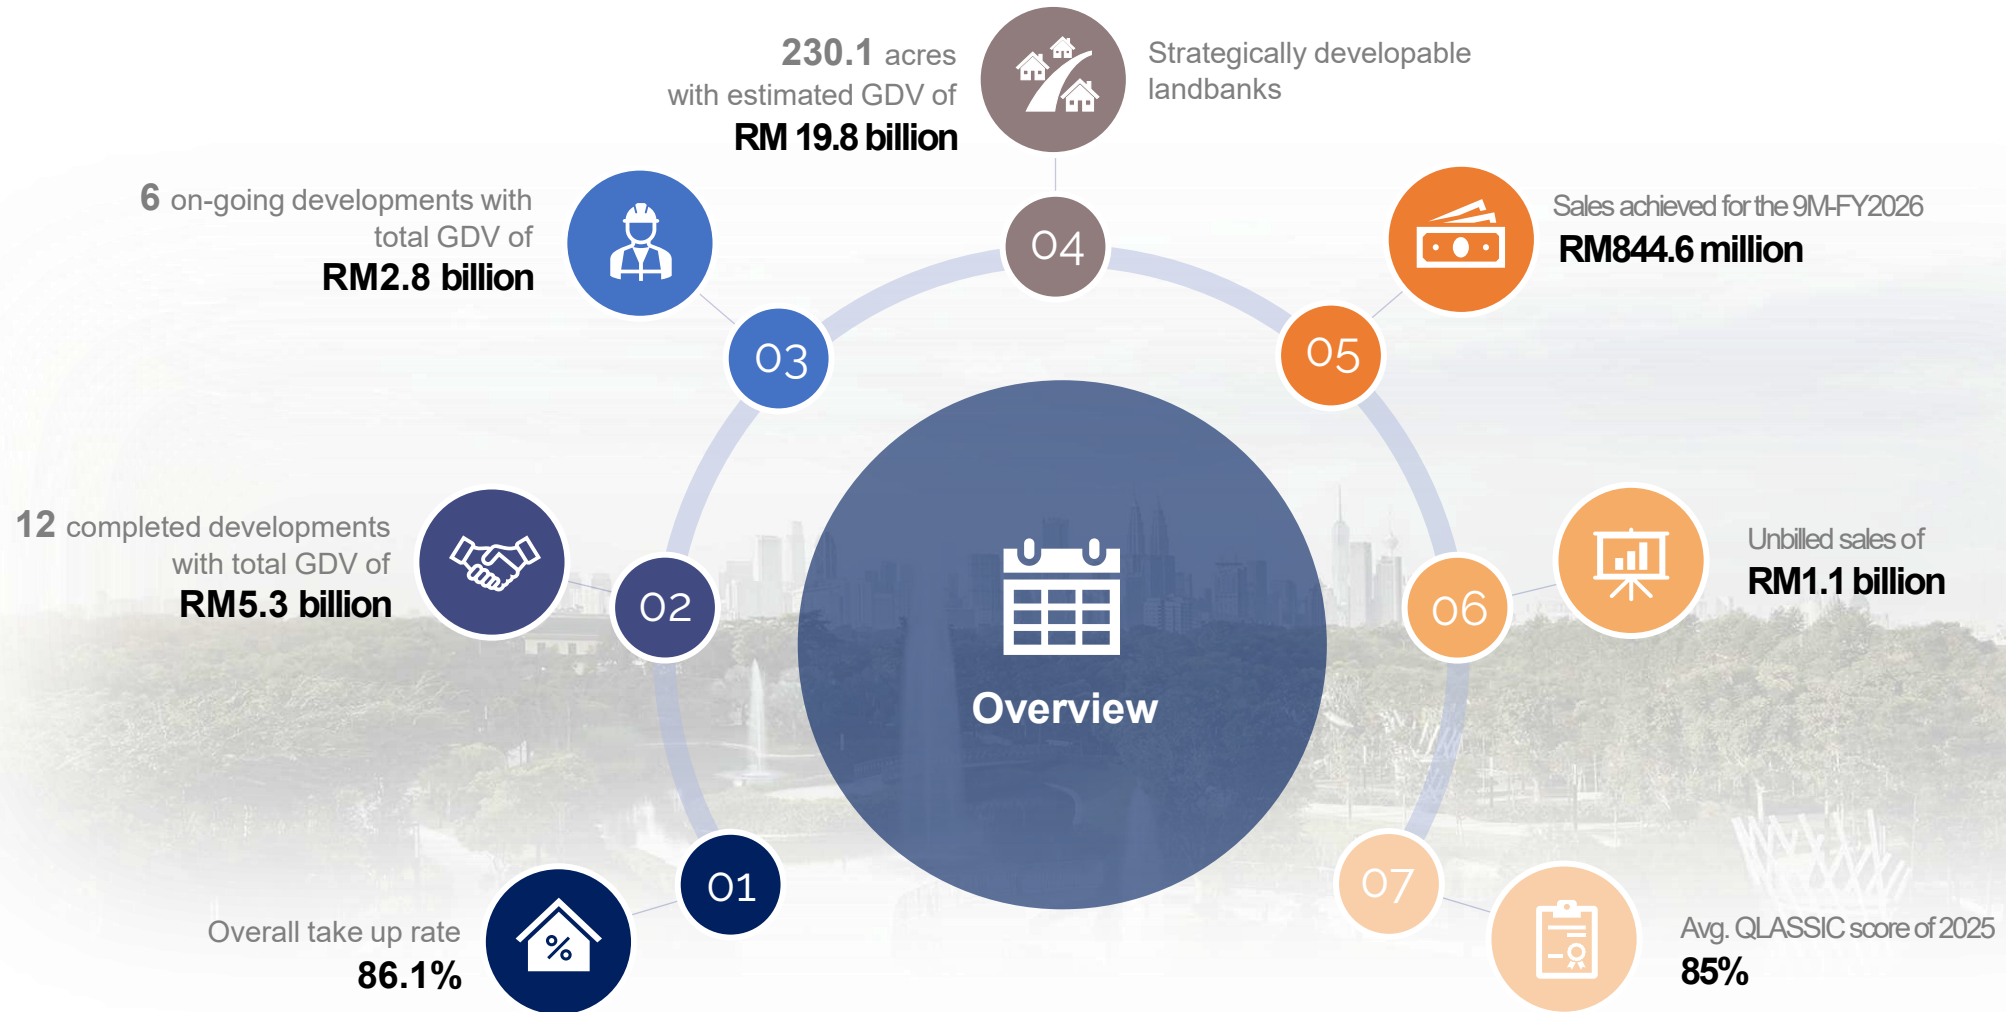 230.1 acres
with estimated GDV of
RM 19.8 billion
Strategically developable
landbanks
6 on-going developments with
total GDV of
RM2.8 billion
Sales achieved for the 9M-FY2026
RM844.6 million
04
03
05
12 completed developments
with total GDV of
RM5.3 billion
02
Overview
06
Unbilled sales of
RM1.1 billion
01
07
Overall take up rate
86.1%
%
Avg. QLASSIC score of 2025
85%